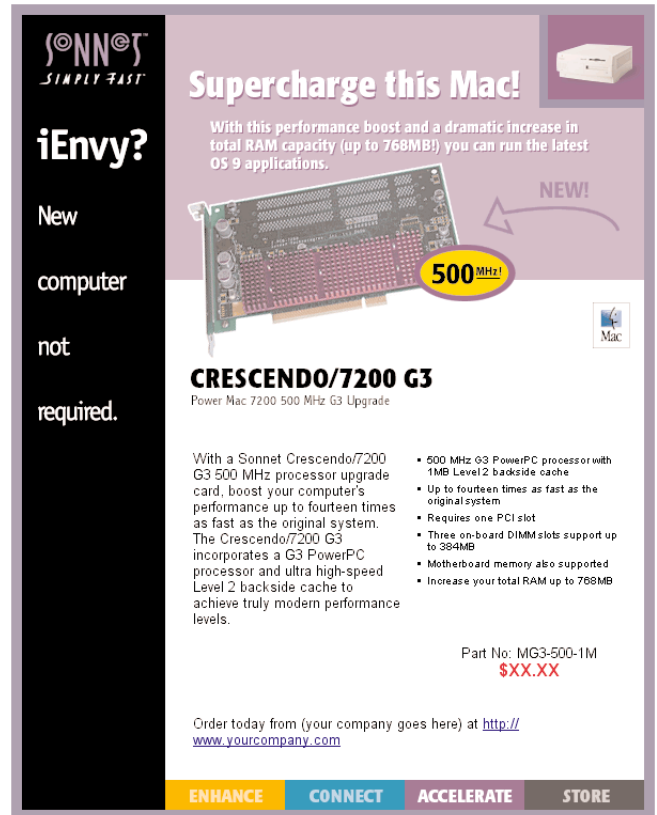 SONNET™
SIMPLY FAST™
iEnvy?
New
computer
not
required.
Supercharge this Mac!
With this performance boost and a dramatic increase in
total RAM capacity (up to 768MB!) you can run the latest
OS 9 applications.
NEW!
500 MHz!
Mac
CRESCENDO/7200 G3
Power Mac 7200 500 MHz G3 Upgrade
With a Sonnet Crescendo/7200
G3 500 MHz processor upgrade
card, boost your computer's
performance up to fourteen times
as fast as the original system.
The Crescendo/7200 G3
incorporates a G3 PowerPC
processor and ultra high-speed
Level 2 backside cache to
achieve truly modern performance
levels.
▪ 500 MHz G3 PowerPC processor with
1MB Level 2 backside cache
▪ Up to fourteen times as fast as the
original system
▪ Requires one PCI slot
▪ Three on-board DIMM slots support up
to 384MB
▪ Motherboard memory also supported
▪ Increase your total RAM up to 768MB
Part No: MG3-500-1M
$XX.XX
Order today from (your company goes here) at http://
www.yourcompany.com
ENHANCE
CONNECT
ACCELERATE
STORE